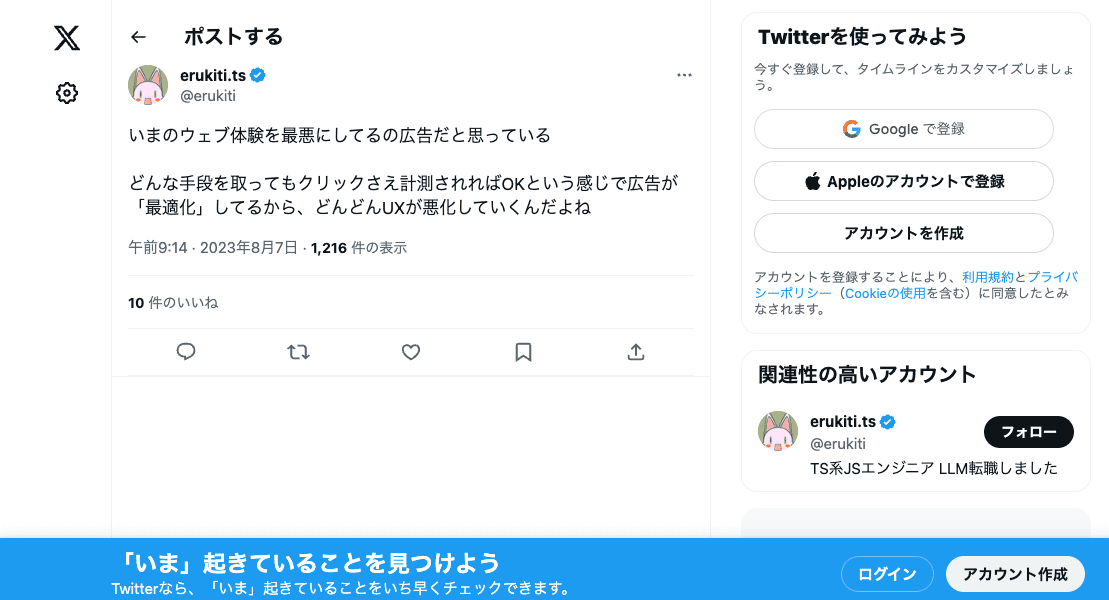 ポストする
erukiti.ts
@erukiti
いまのウェブ体験を最悪にしてるの広告だと思っている
どんな手段を取ってもクリックさえ計測されればOKという感じで広告が
「最適化」してるから、どんどんUXが悪化していくんだよね
午前9:14 · 2023年8月7日 · 1,216 件の表示
10 件のいいね
Twitterを使ってみよう
今すぐ登録して、タイムラインをカスタマイズしましょ
う。
Google で登録
Appleのアカウントで登録
アカウントを作成
アカウントを登録することにより、利用規約とプライバ
シーポリシー（Cookieの使用を含む）に同意したとみ
なされます。
関連性の高いアカウント
erukiti.ts
@erukiti
フォロー
TS系JSエンジニア LLM転職しました
「いま」起きていることを見つけよう
Twitterなら、「いま」起きていることをいち早くチェックできます。
ログイン
アカウント作成